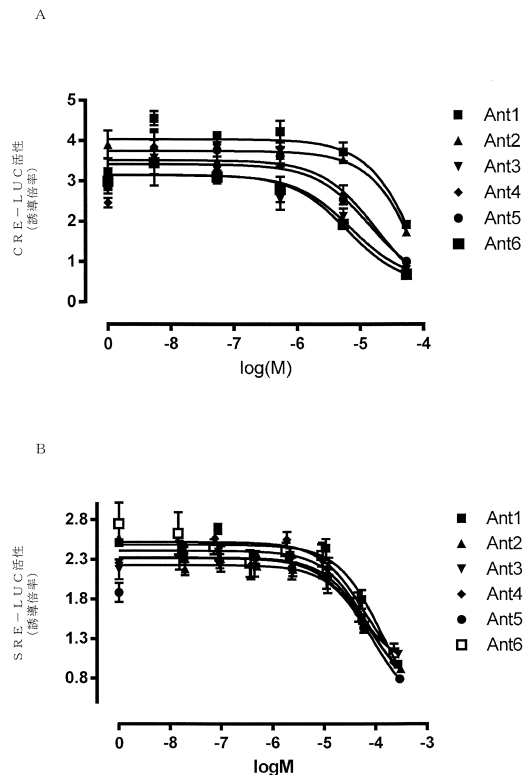 A
CRE-LUC活性
(誘導倍率)
5
4
3
2
1
0
0 -8 -7 -6 -5 -4
log(M)
Ant1
Ant2
Ant3
Ant4
Ant5
Ant6
B
SRE-LUC活性
(誘導倍率)
2.8
2.3
1.8
1.3
0.8
0 -8 -7 -6 -5 -4 -3
logM
Ant1
Ant2
Ant3
Ant4
Ant5
Ant6